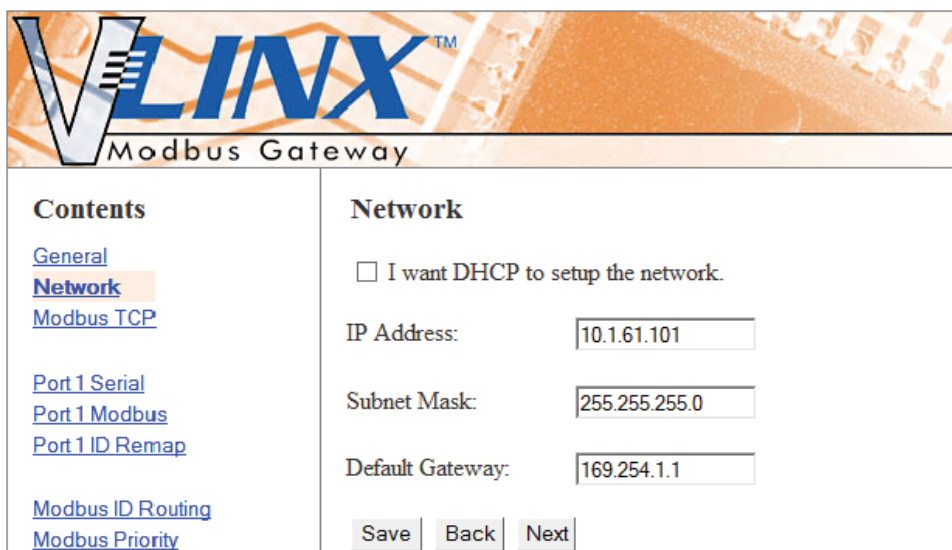 VLINX™
Modbus Gateway
Contents
General
Network
Modbus TCP
Port 1 Serial
Port 1 Modbus
Port 1 ID Remap
Modbus ID Routing
Modbus Priority
Network
I want DHCP to setup the network.
IP Address: 10.1.61.101
Subnet Mask: 255.255.255.0
Default Gateway: 169.254.1.1
Save Back Next